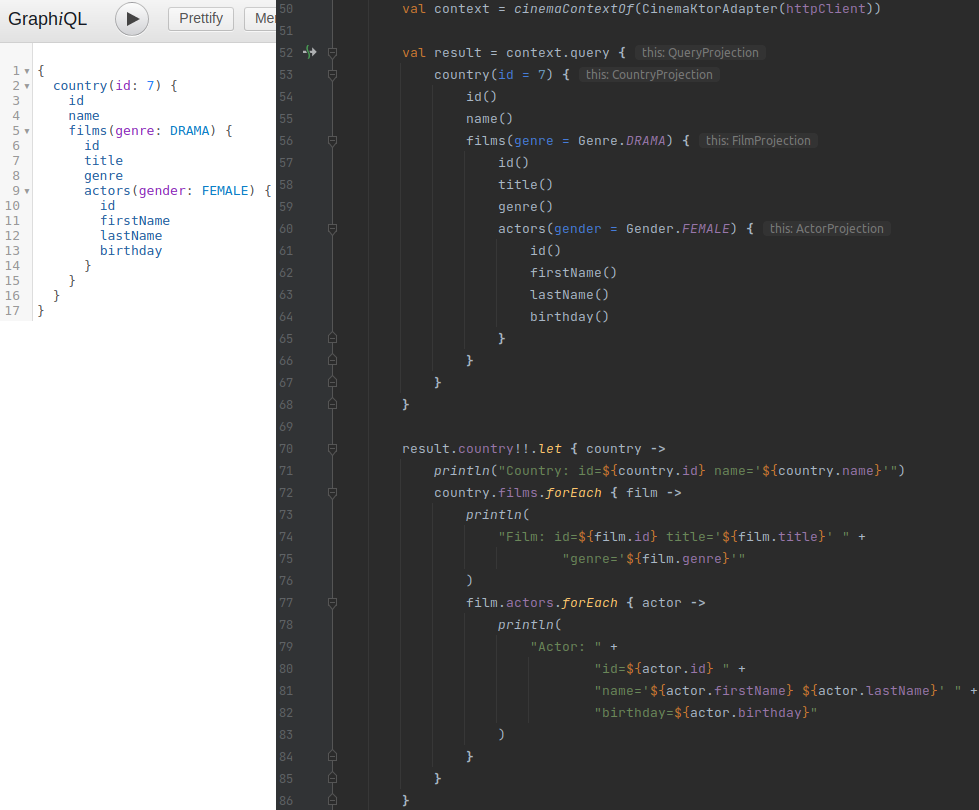 GraphiQL
Prettify
Mer
1 {
2 country(id: 7) {
3 id
4 name
5 films(genre: DRAMA) {
6 id
7 title
8 genre
9 actors(gender: FEMALE) {
10 id
11 firstName
12 lastName
13 birthday
14 }
15 }
16 }
17 }
50 val context = cinemaContextOf(CinemaKtorAdapter(httpClient))
51
52 val result = context.query { this: QueryProjection
53 country(id = 7) { this: CountryProjection
54 id()
55 name()
56 films(genre = Genre.DRAMA) { this: FilmProjection
57 id()
58 title()
59 genre()
60 actors(gender = Gender.FEMALE) { this: ActorProjection
61 id()
62 firstName()
63 lastName()
64 birthday()
65 }
66 }
67 }
68 }
69
70 result.country!!.let { country ->
71 println("Country: id=${country.id} name='${country.name}'")
72 country.films.forEach { film ->
73 println(
74 "Film: id=${film.id} title='${film.title}' " +
75 "genre='${film.genre}'"
76 )
77 film.actors.forEach { actor ->
78 println(
79 "Actor: " +
80 "id=${actor.id} " +
81 "name='${actor.firstName} ${actor.lastName}' " +
82 "birthday=${actor.birthday}"
83 )
84 }
85 }
86 }